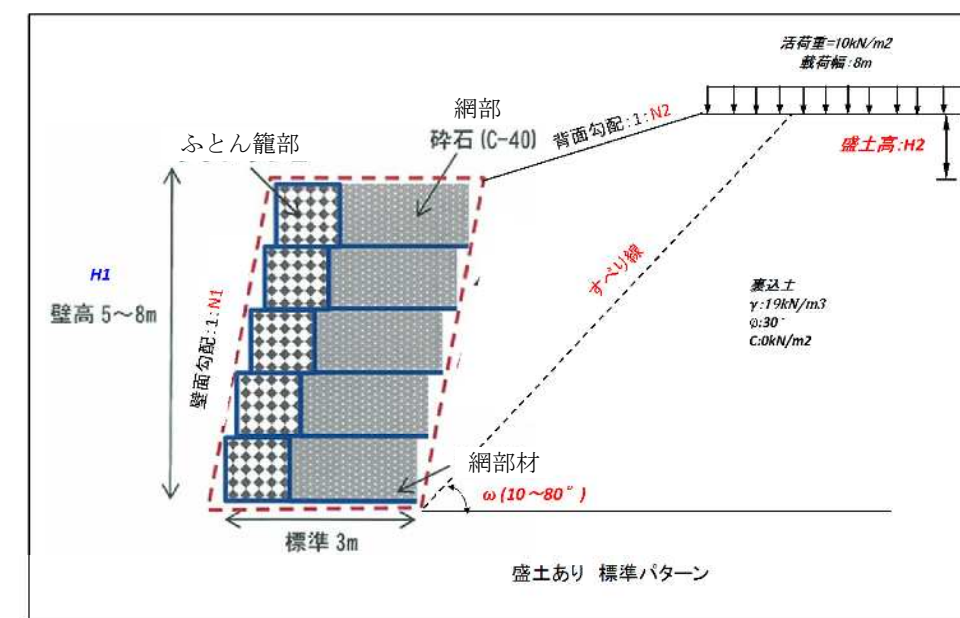 活荷重=10kN/m2
載荷幅:8m
網部
砕石(C-40)
背面勾配:1:N2
ふとん籠部
盛土高:H2
H1
壁高 5～8m
壁面勾配:1:N1
すべり線
裏込土
γ:19kN/m3
φ:30°
C:0kN/m2
網部材
ω(10～80°)
標準 3m
盛土あり 標準パターン